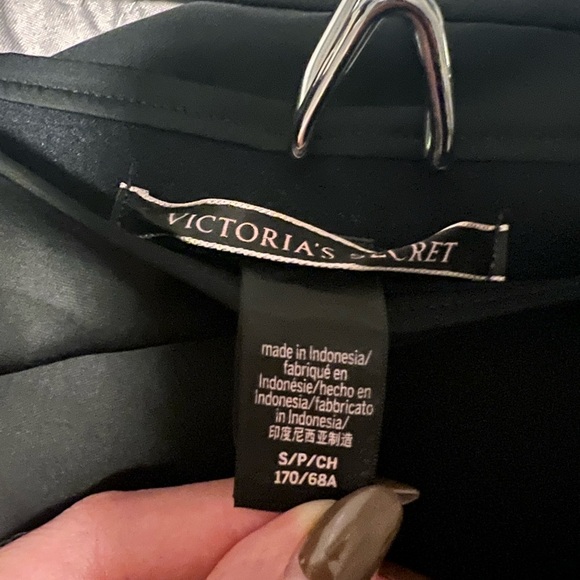 VICTORIA'S SECRET
made in Indonesia/
fabriqué en
Indonésie/hecho en
Indonesia/fabbricato
in Indonesia/
印度尼西亚制造
S/P/CH
170/68A